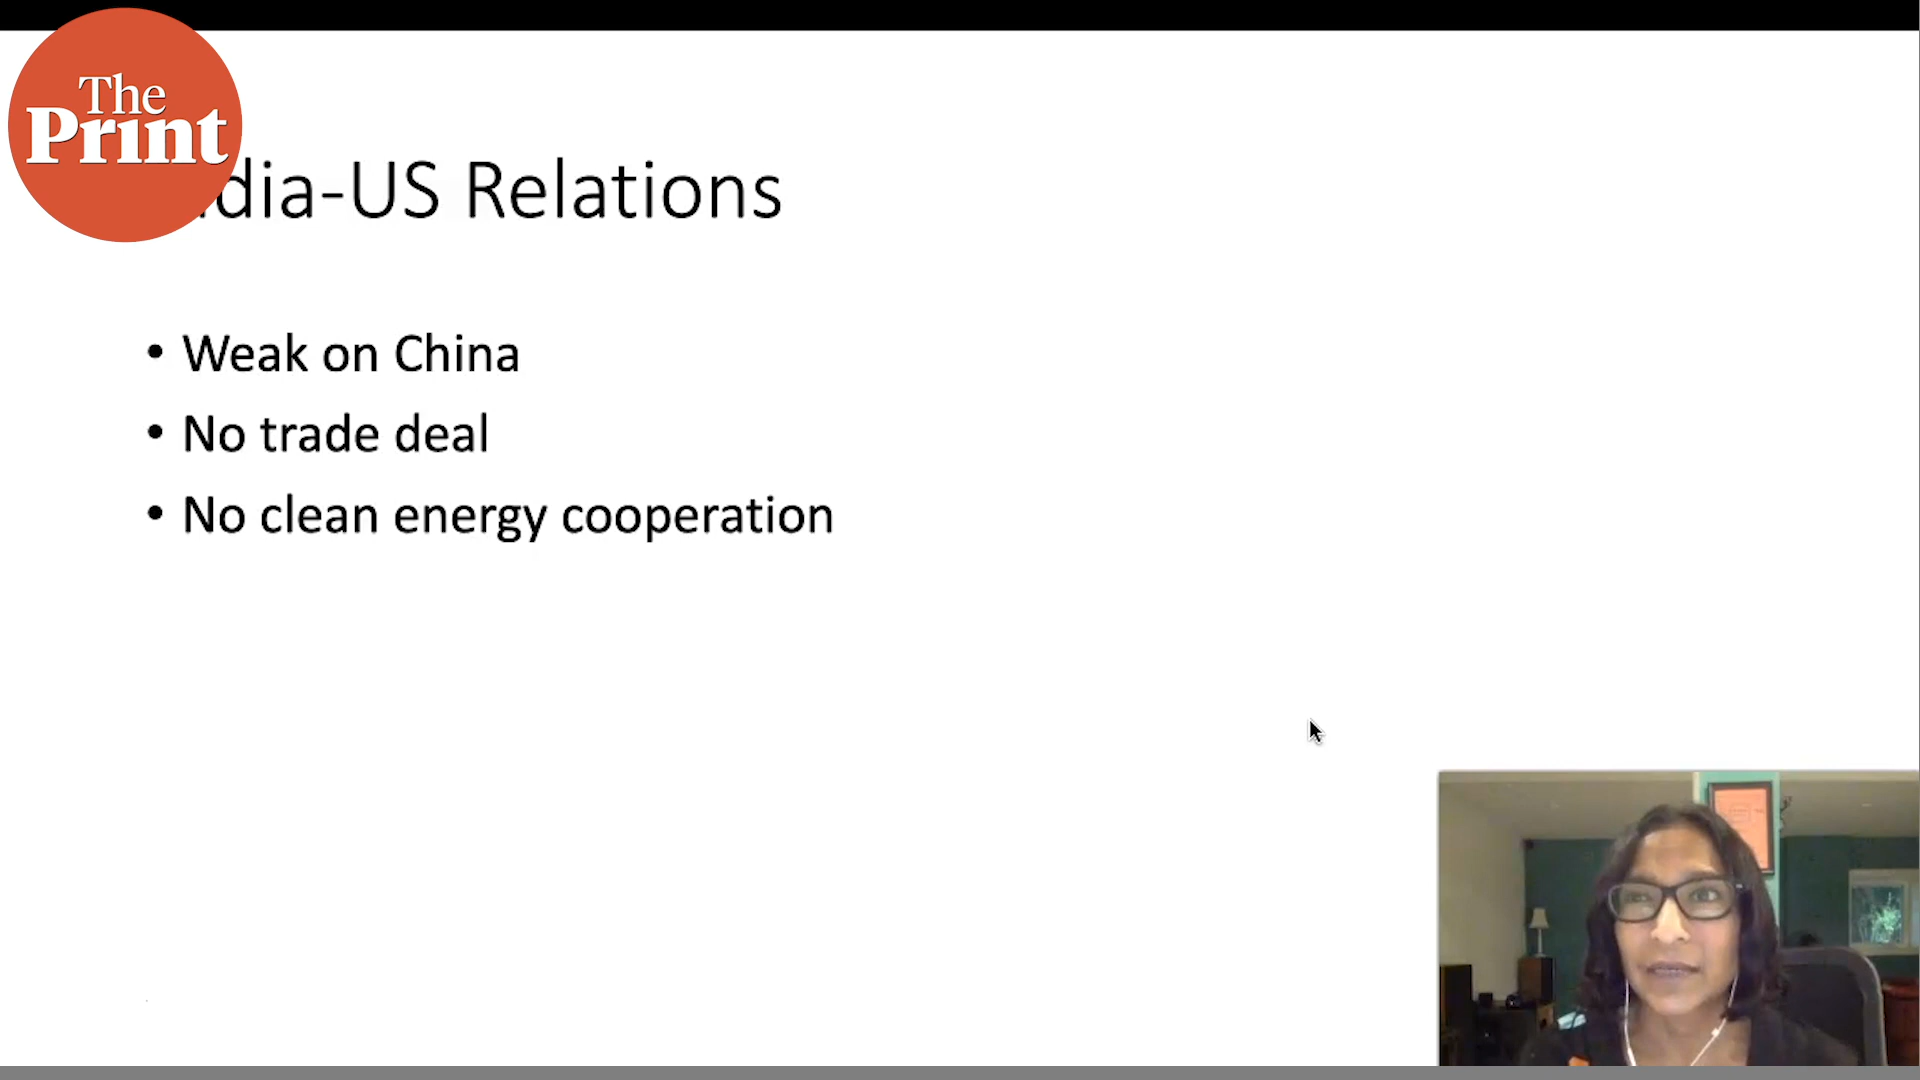 The
Print
dia-US Relations
• Weak on China
• No trade deal
• No clean energy cooperation